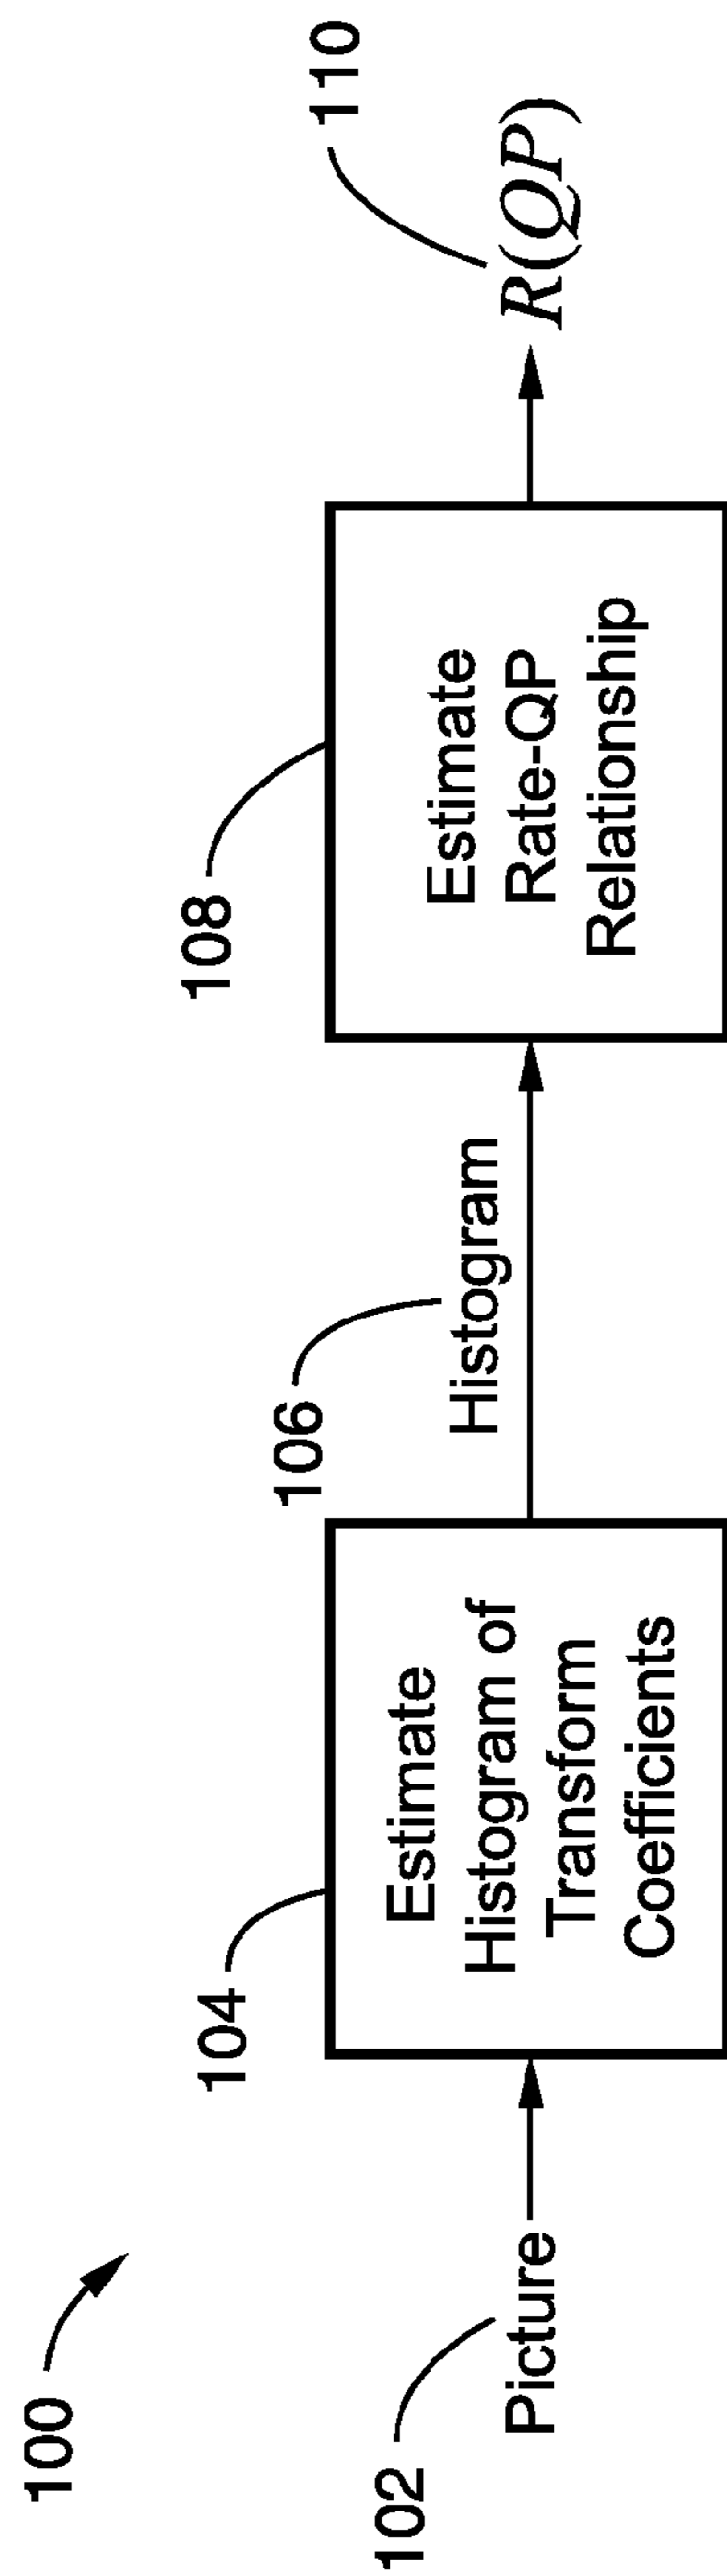 100
102
Picture
104
Estimate
Histogram of
Transform
Coefficients
106
Histogram
108
Estimate
Rate-QP
Relationship
110
R(QP)